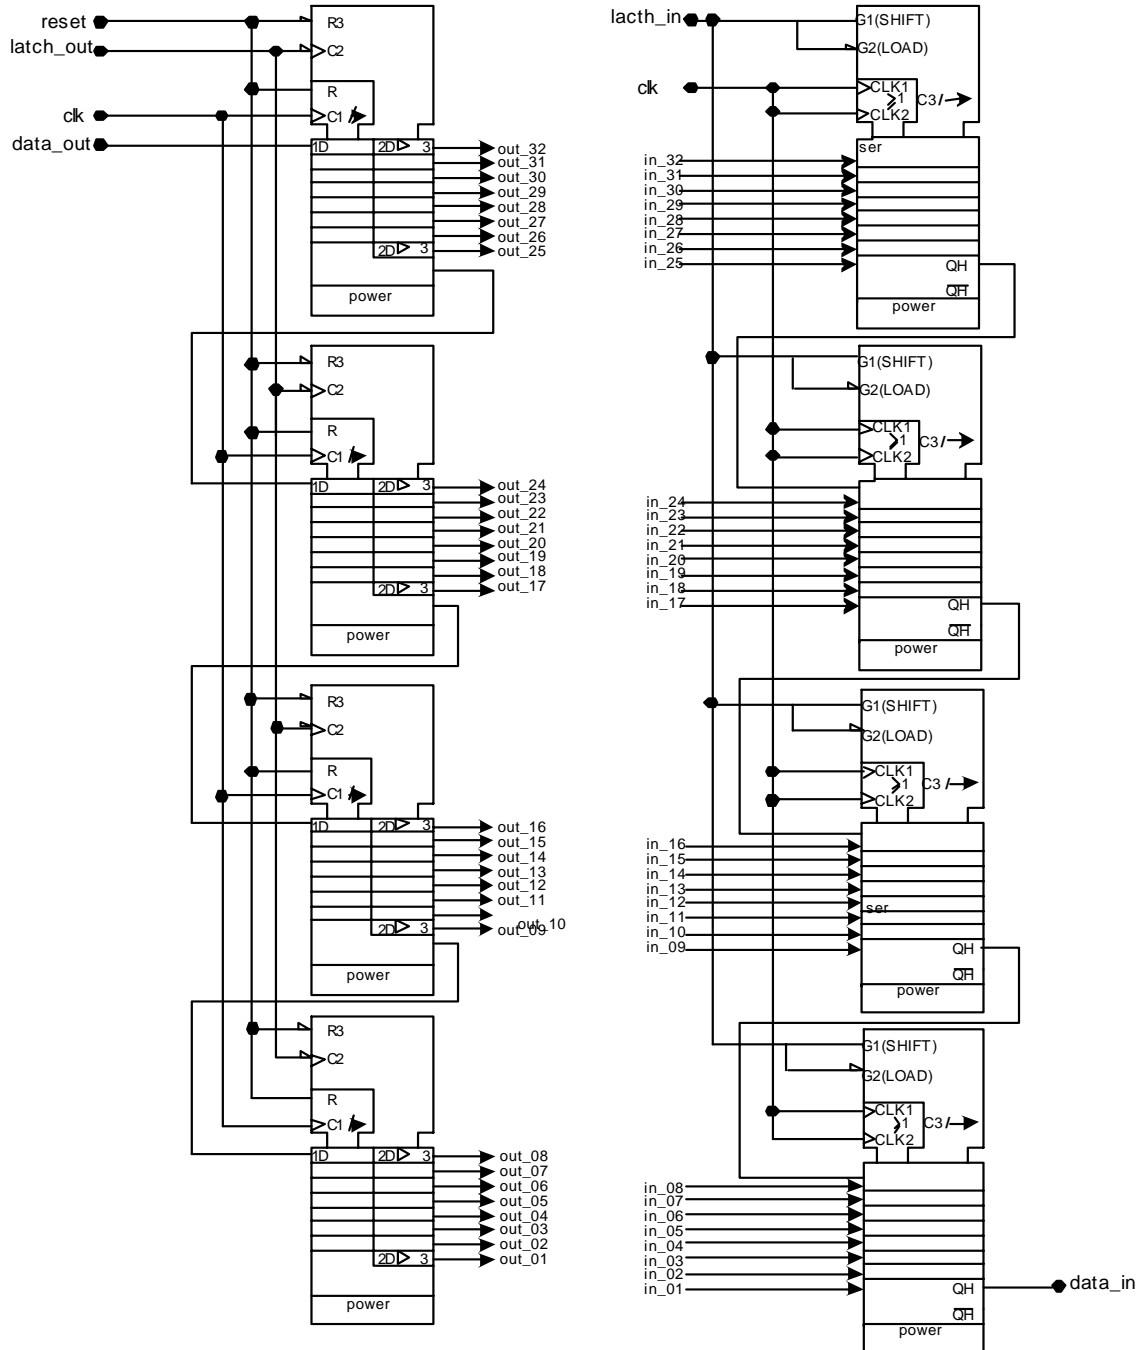 reset
latch_out
clk
data_out
R3
C2
R
C1
1D
2D
3
out_32
out_31
out_30
out_29
out_28
out_27
out_26
2D
3
out_25
power
R3
C2
R
C1
1D
2D
3
out_24
out_23
out_22
out_21
out_20
out_19
out_18
2D
3
out_17
power
R3
C2
R
C1
1D
2D
3
out_16
out_15
out_14
out_13
out_12
out_11
out_10
2D
3
out_09
power
R3
C2
R
C1
1D
2D
3
out_08
out_07
out_06
out_05
out_04
out_03
out_02
2D
3
out_01
power
lacth_in
clk
G1(SHIFT)
G2(LOAD)
CLK1
1
C3/
CLK2
ser
in_32
in_31
in_30
in_29
in_28
in_27
in_26
in_25
QH
QH
power
G1(SHIFT)
G2(LOAD)
CLK1
1
C3/
CLK2
in_24
in_23
in_22
in_21
in_20
in_19
in_18
in_17
QH
QH
power
G1(SHIFT)
G2(LOAD)
CLK1
1
C3/
CLK2
in_16
in_15
in_14
in_13
in_12
ser
in_11
in_10
in_09
QH
QH
power
G1(SHIFT)
G2(LOAD)
CLK1
1
C3/
CLK2
in_08
in_07
in_06
in_05
in_04
in_03
in_02
in_01
QH
QH
power
data_in